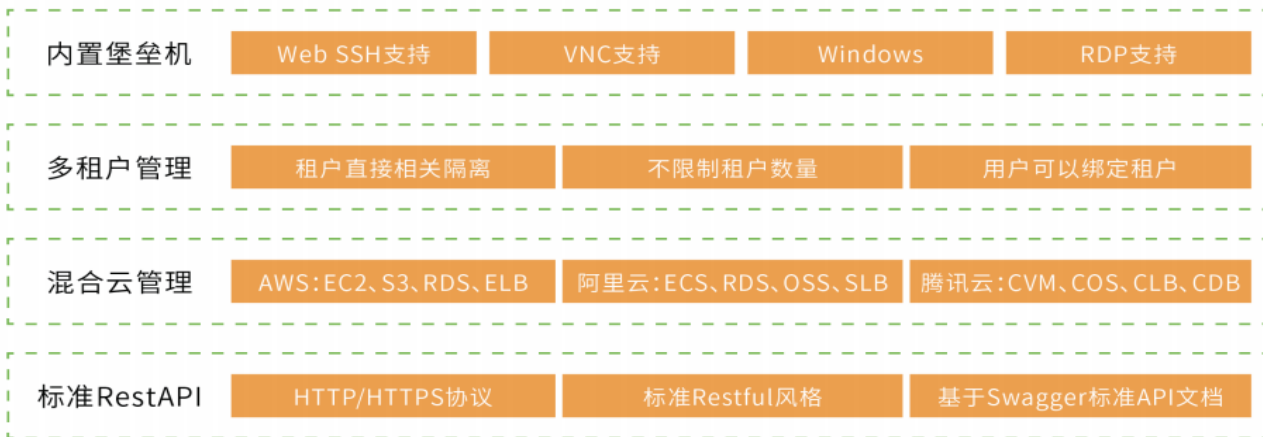 内置堡垒机 Web SSH支持 VNC支持 Windows RDP支持
多租户管理 租户直接相关隔离 不限制租户数量 用户可以绑定租户
混合云管理 AWS:EC2、S3、RDS、ELB 阿里云:ECS、RDS、OSS、SLB 腾讯云:CVM、COS、CLB、CDB
标准RestAPI HTTP/HTTPS协议 标准Restful风格 基于Swagger标准API文档